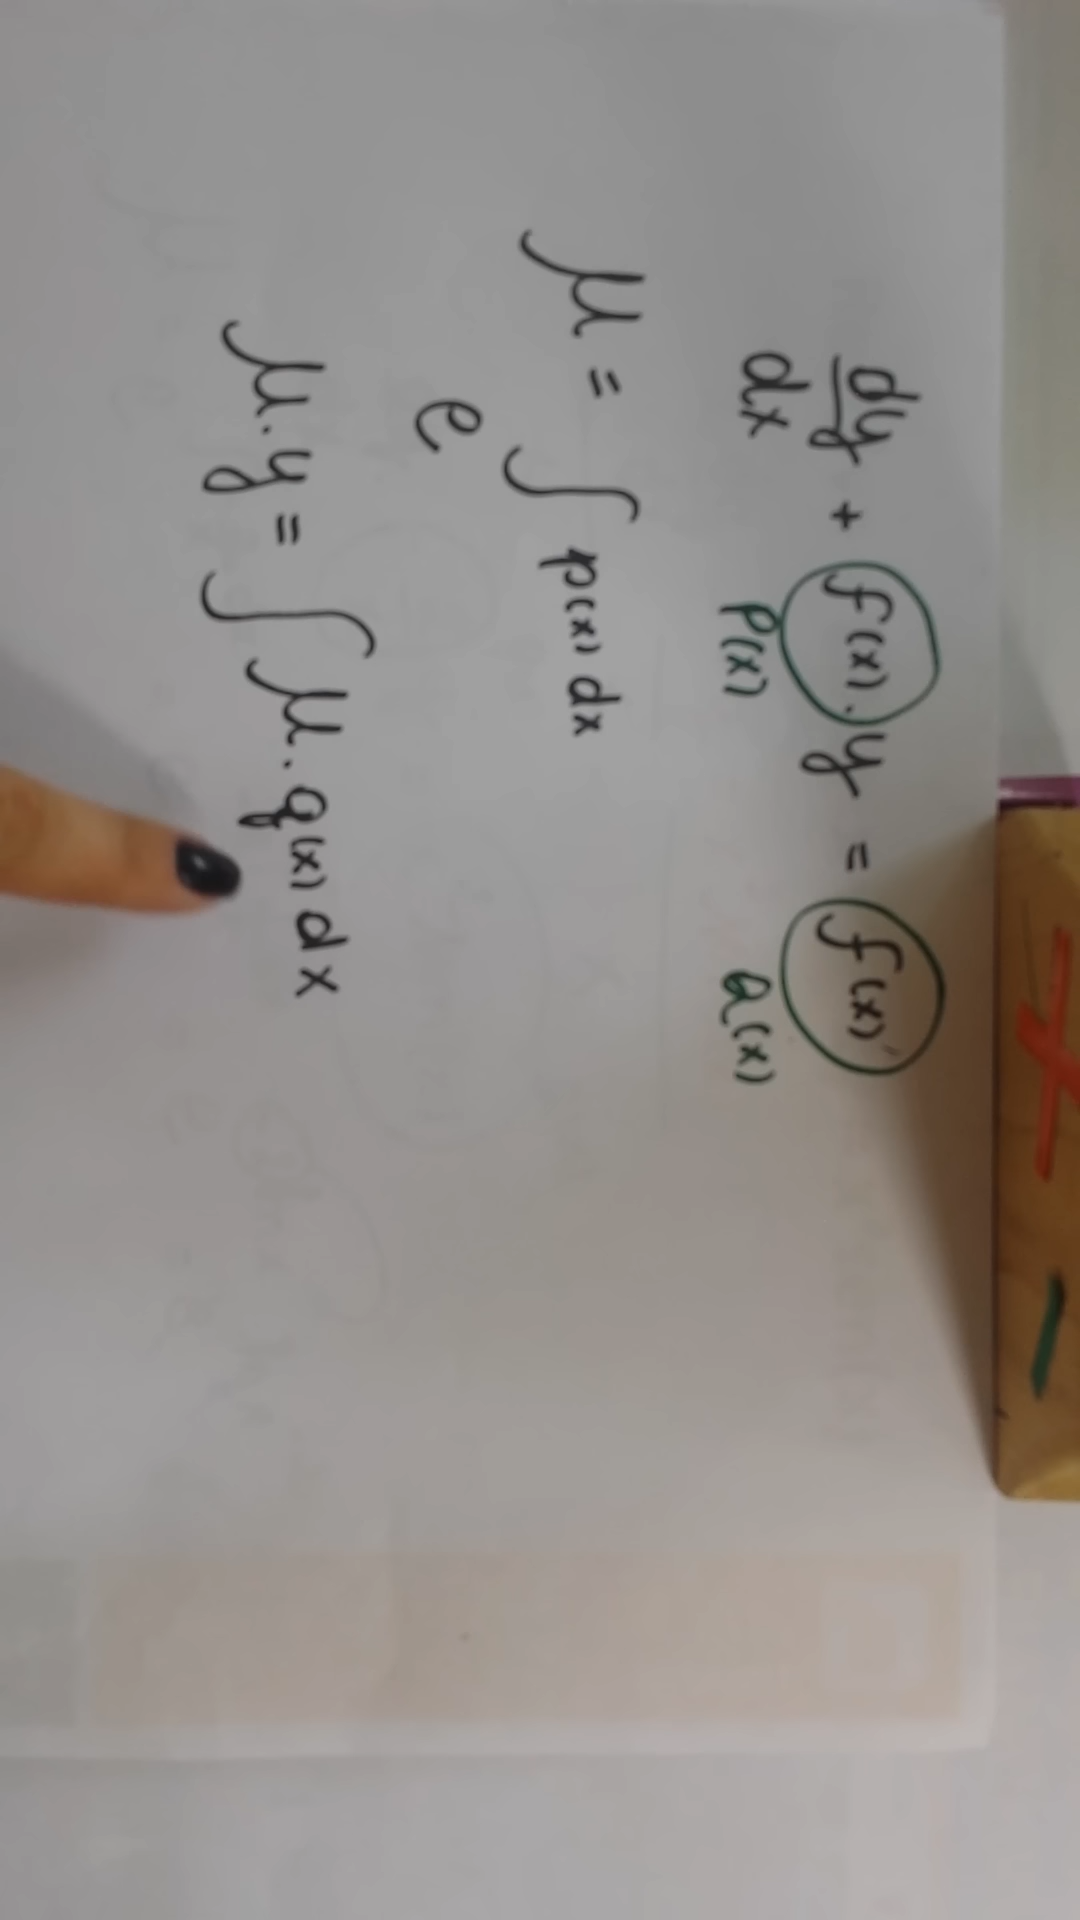 dy/dx + f(x).y = f(x)
P(x) Q(x)
μ = e ∫ p(x) dx
μ.y = ∫ μ.q(x) dx
+ −